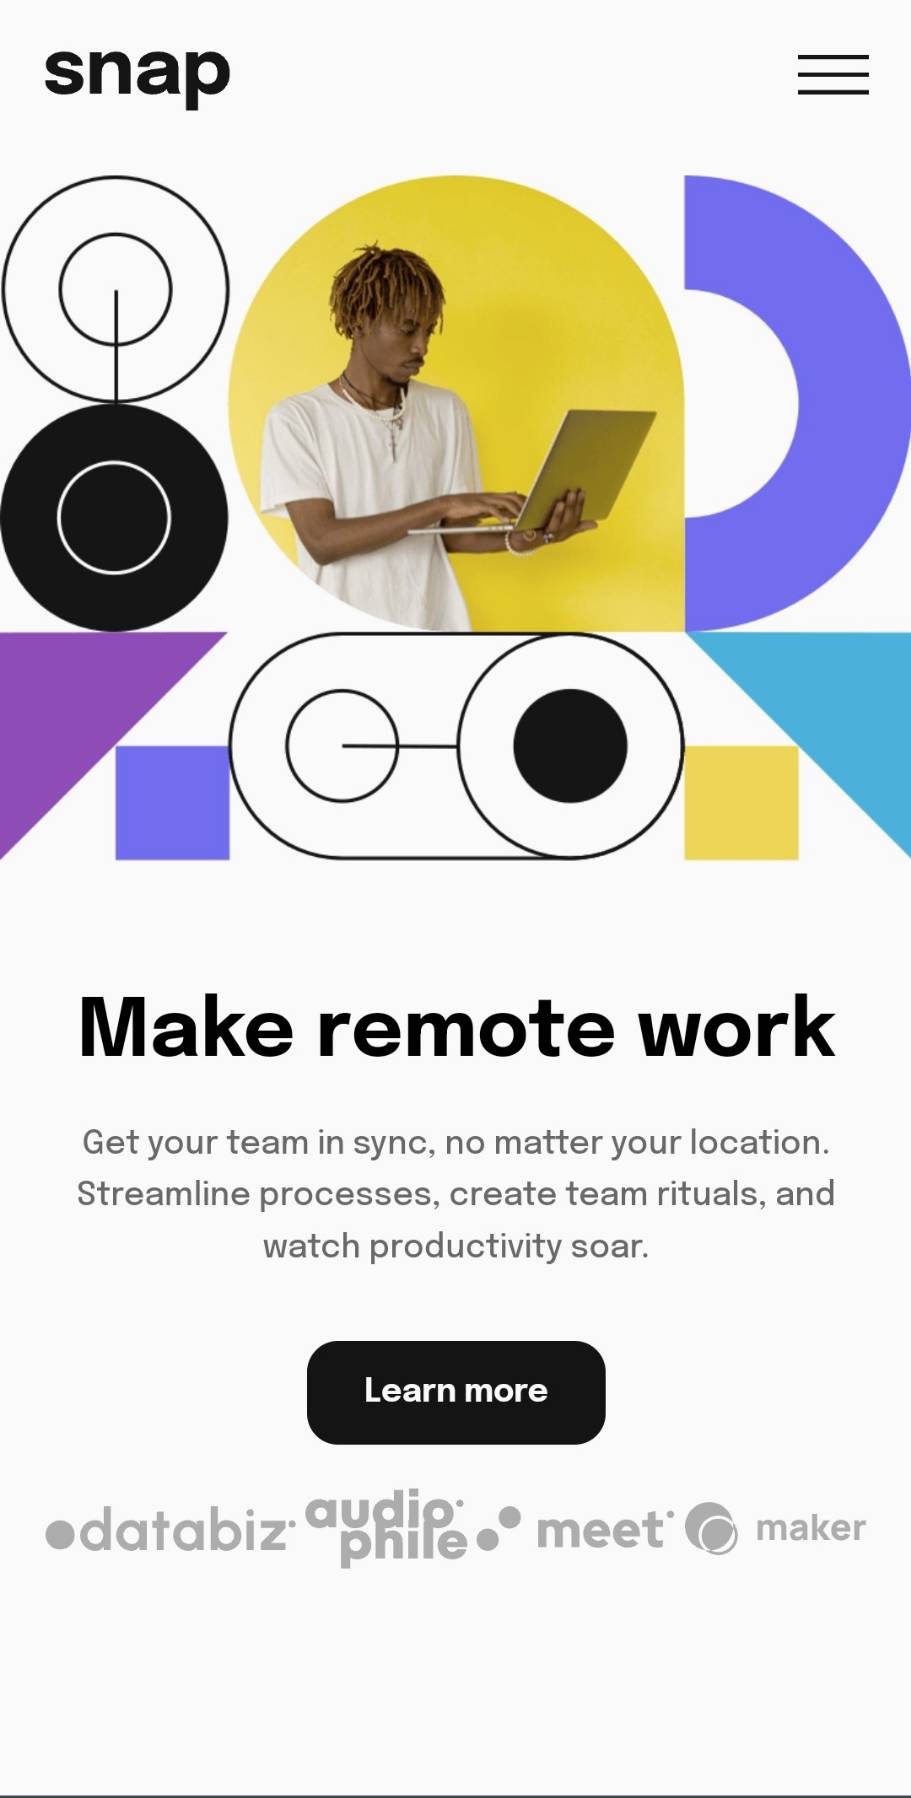 snap
Make remote work
Get your team in sync, no matter your location.
Streamline processes, create team rituals, and
watch productivity soar.
Learn more
databiz
audio
phile
meet
maker